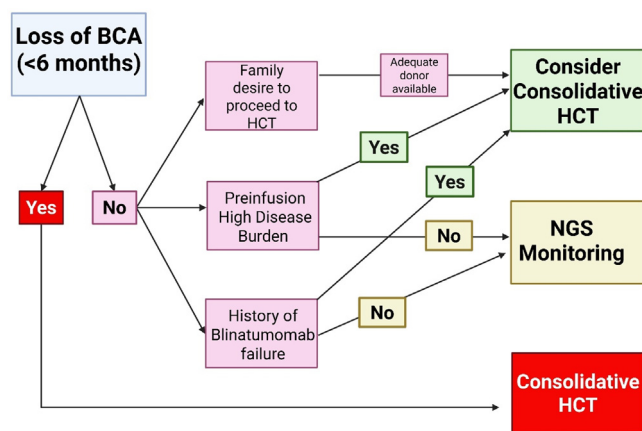 Loss of BCA
(<6 months)
Yes
No
Family
desire to
proceed to
HCT
Adequate
donor
available
Consider
Consolidative
HCT
Yes
Yes
Preinfusion
High Disease
Burden
No
NGS
Monitoring
History of
Blinatumomab
failure
No
Consolidative
HCT